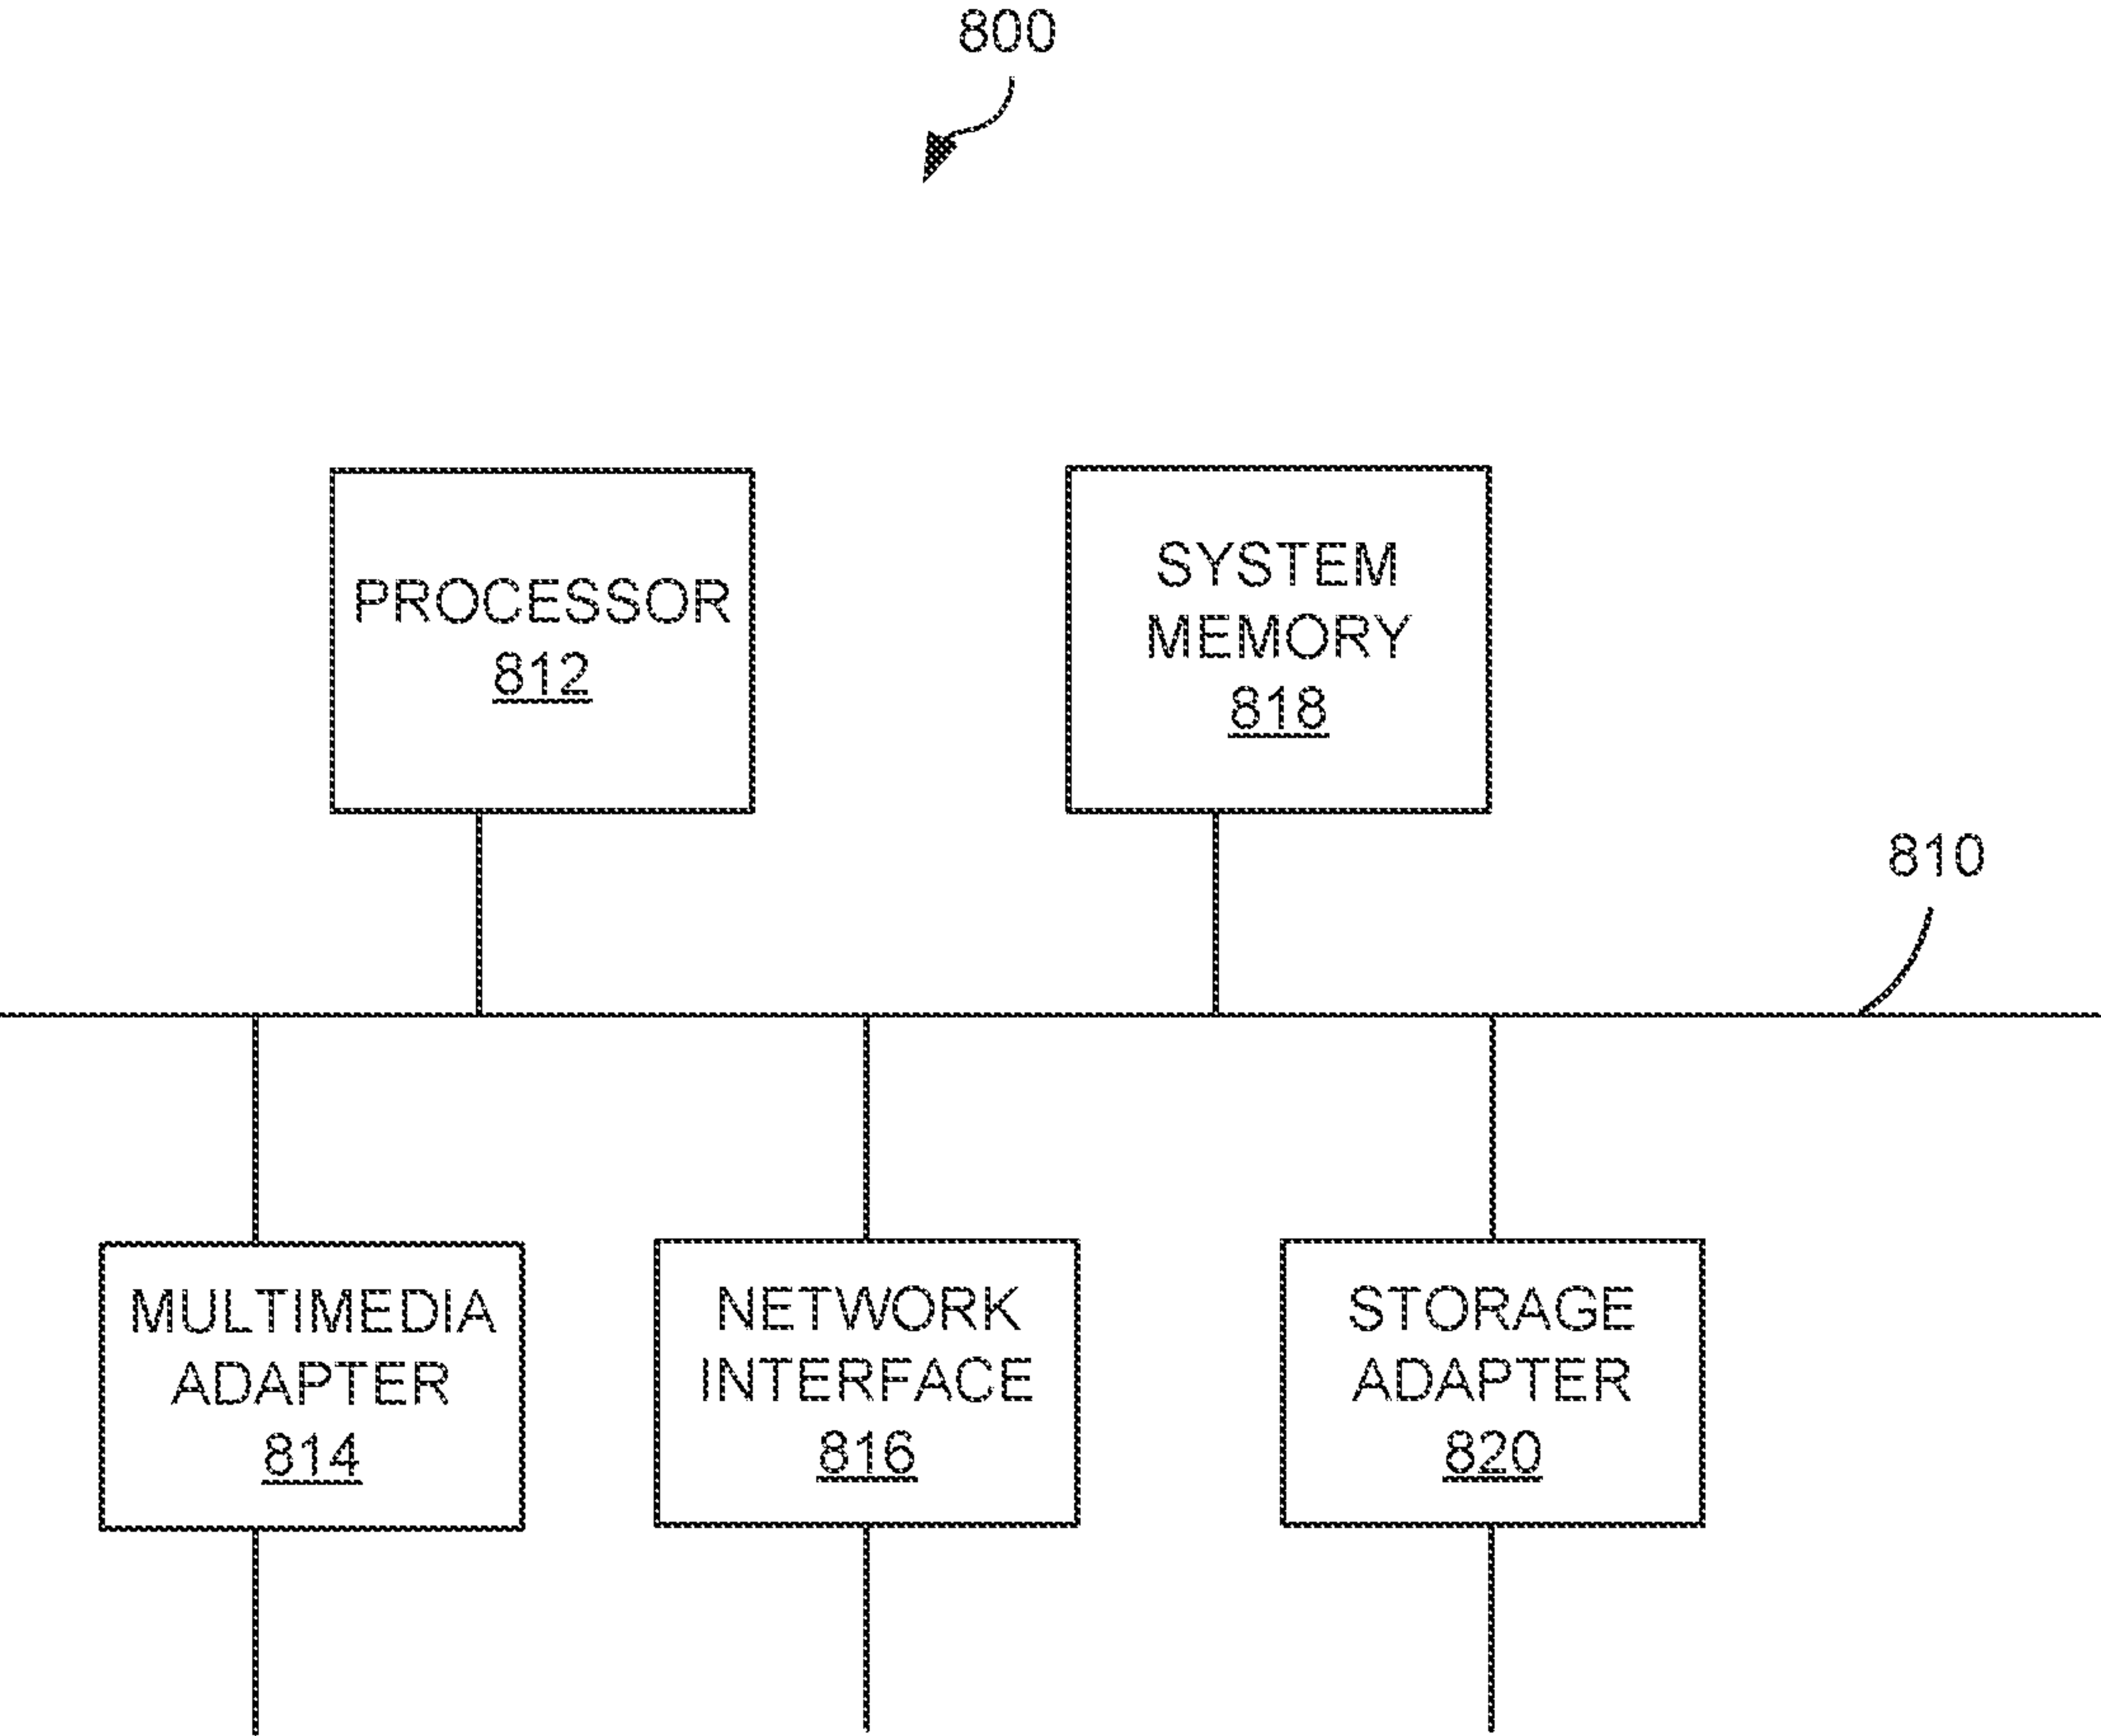 800
PROCESSOR
812
SYSTEM
MEMORY
818
810
MULTIMEDIA
ADAPTER
814
NETWORK
INTERFACE
816
STORAGE
ADAPTER
820